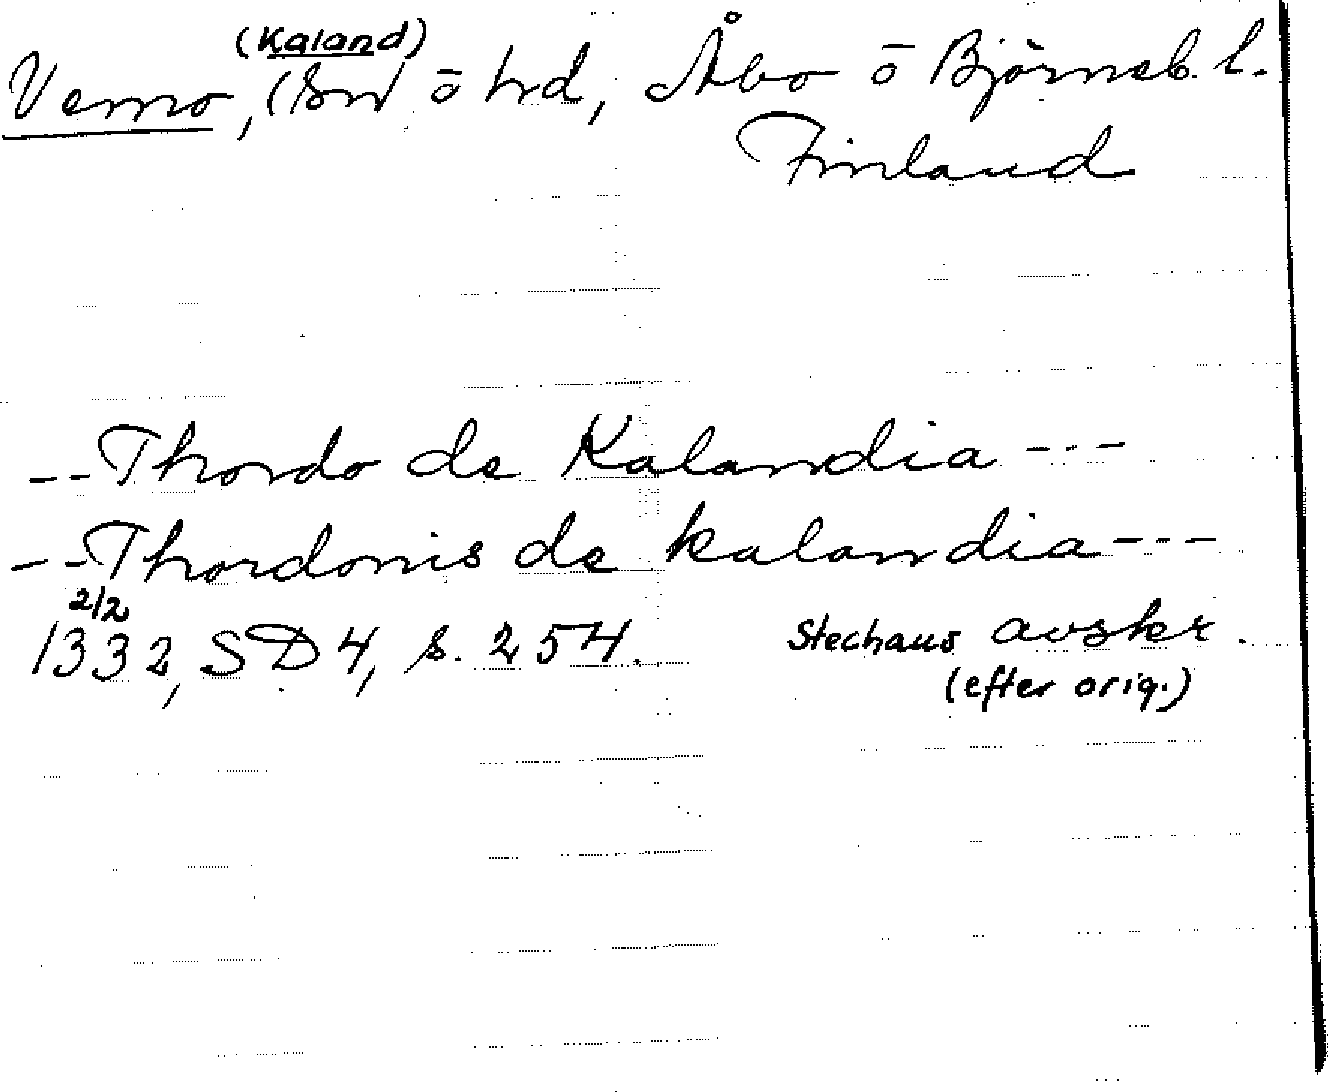 (Kaland)
Vemo, (Sn o hd, Åbo o Björneb. l.
Finland
--Thordo de Kalandia ---
--Thordonis de kalandia---
2/2
1332, SD 4, s. 254. Stechaus avskr.
(efter orig.)